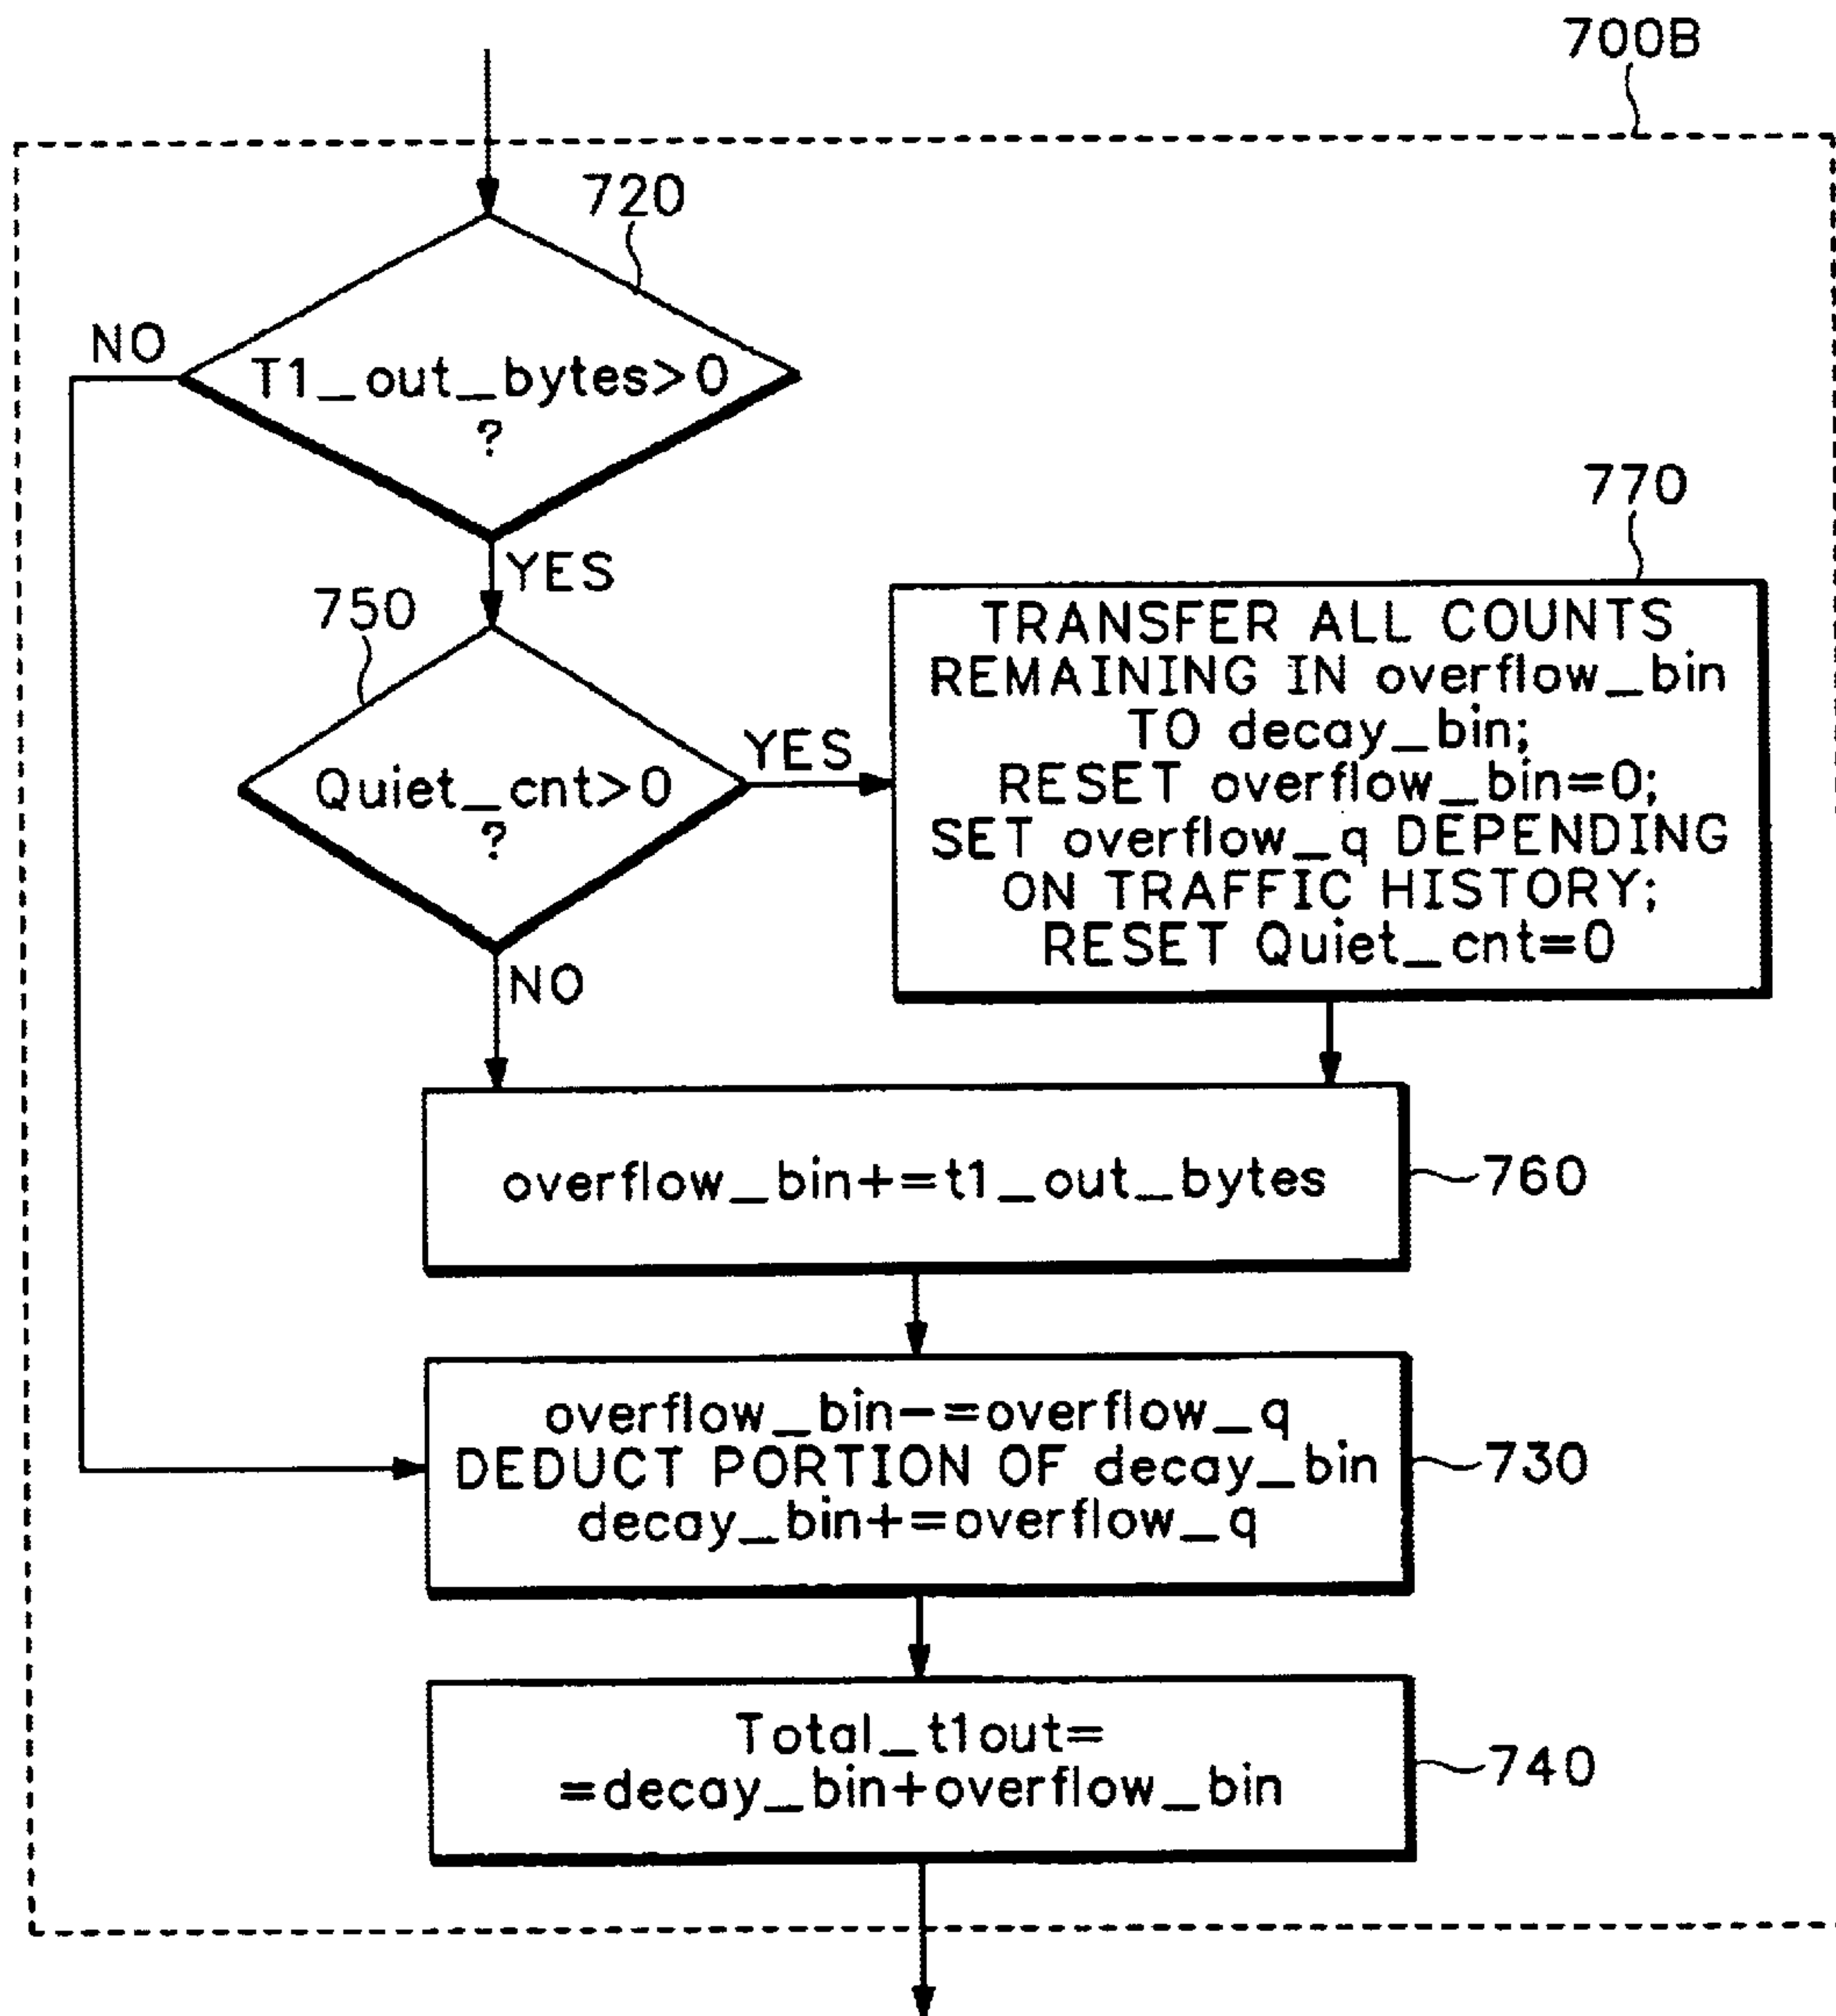 700B
720
NO
T1_out_bytes>0
?
YES
770
750
TRANSFER ALL COUNTS
REMAINING IN overflow_bin
TO decay_bin;
RESET overflow_bin=0;
SET overflow_q DEPENDING
ON TRAFFIC HISTORY;
RESET Quiet_cnt=0
YES
Quiet_cnt>0
?
NO
overflow_bin+=t1_out_bytes
760
overflow_bin-=overflow_q
DEDUCT PORTION OF decay_bin
decay_bin+=overflow_q
730
Total_t1out=
=decay_bin+overflow_bin
740